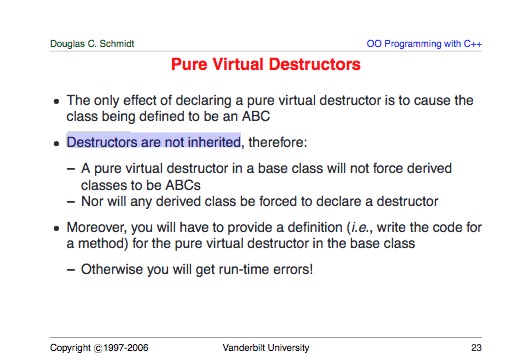 Douglas C. Schmidt OO Programming with C++
Pure Virtual Destructors
• The only effect of declaring a pure virtual destructor is to cause the
class being defined to be an ABC
• Destructors are not inherited, therefore:
– A pure virtual destructor in a base class will not force derived
classes to be ABCs
– Nor will any derived class be forced to declare a destructor
• Moreover, you will have to provide a definition (i.e., write the code for
a method) for the pure virtual destructor in the base class
– Otherwise you will get run-time errors!
Copyright ©1997-2006 Vanderbilt University 23